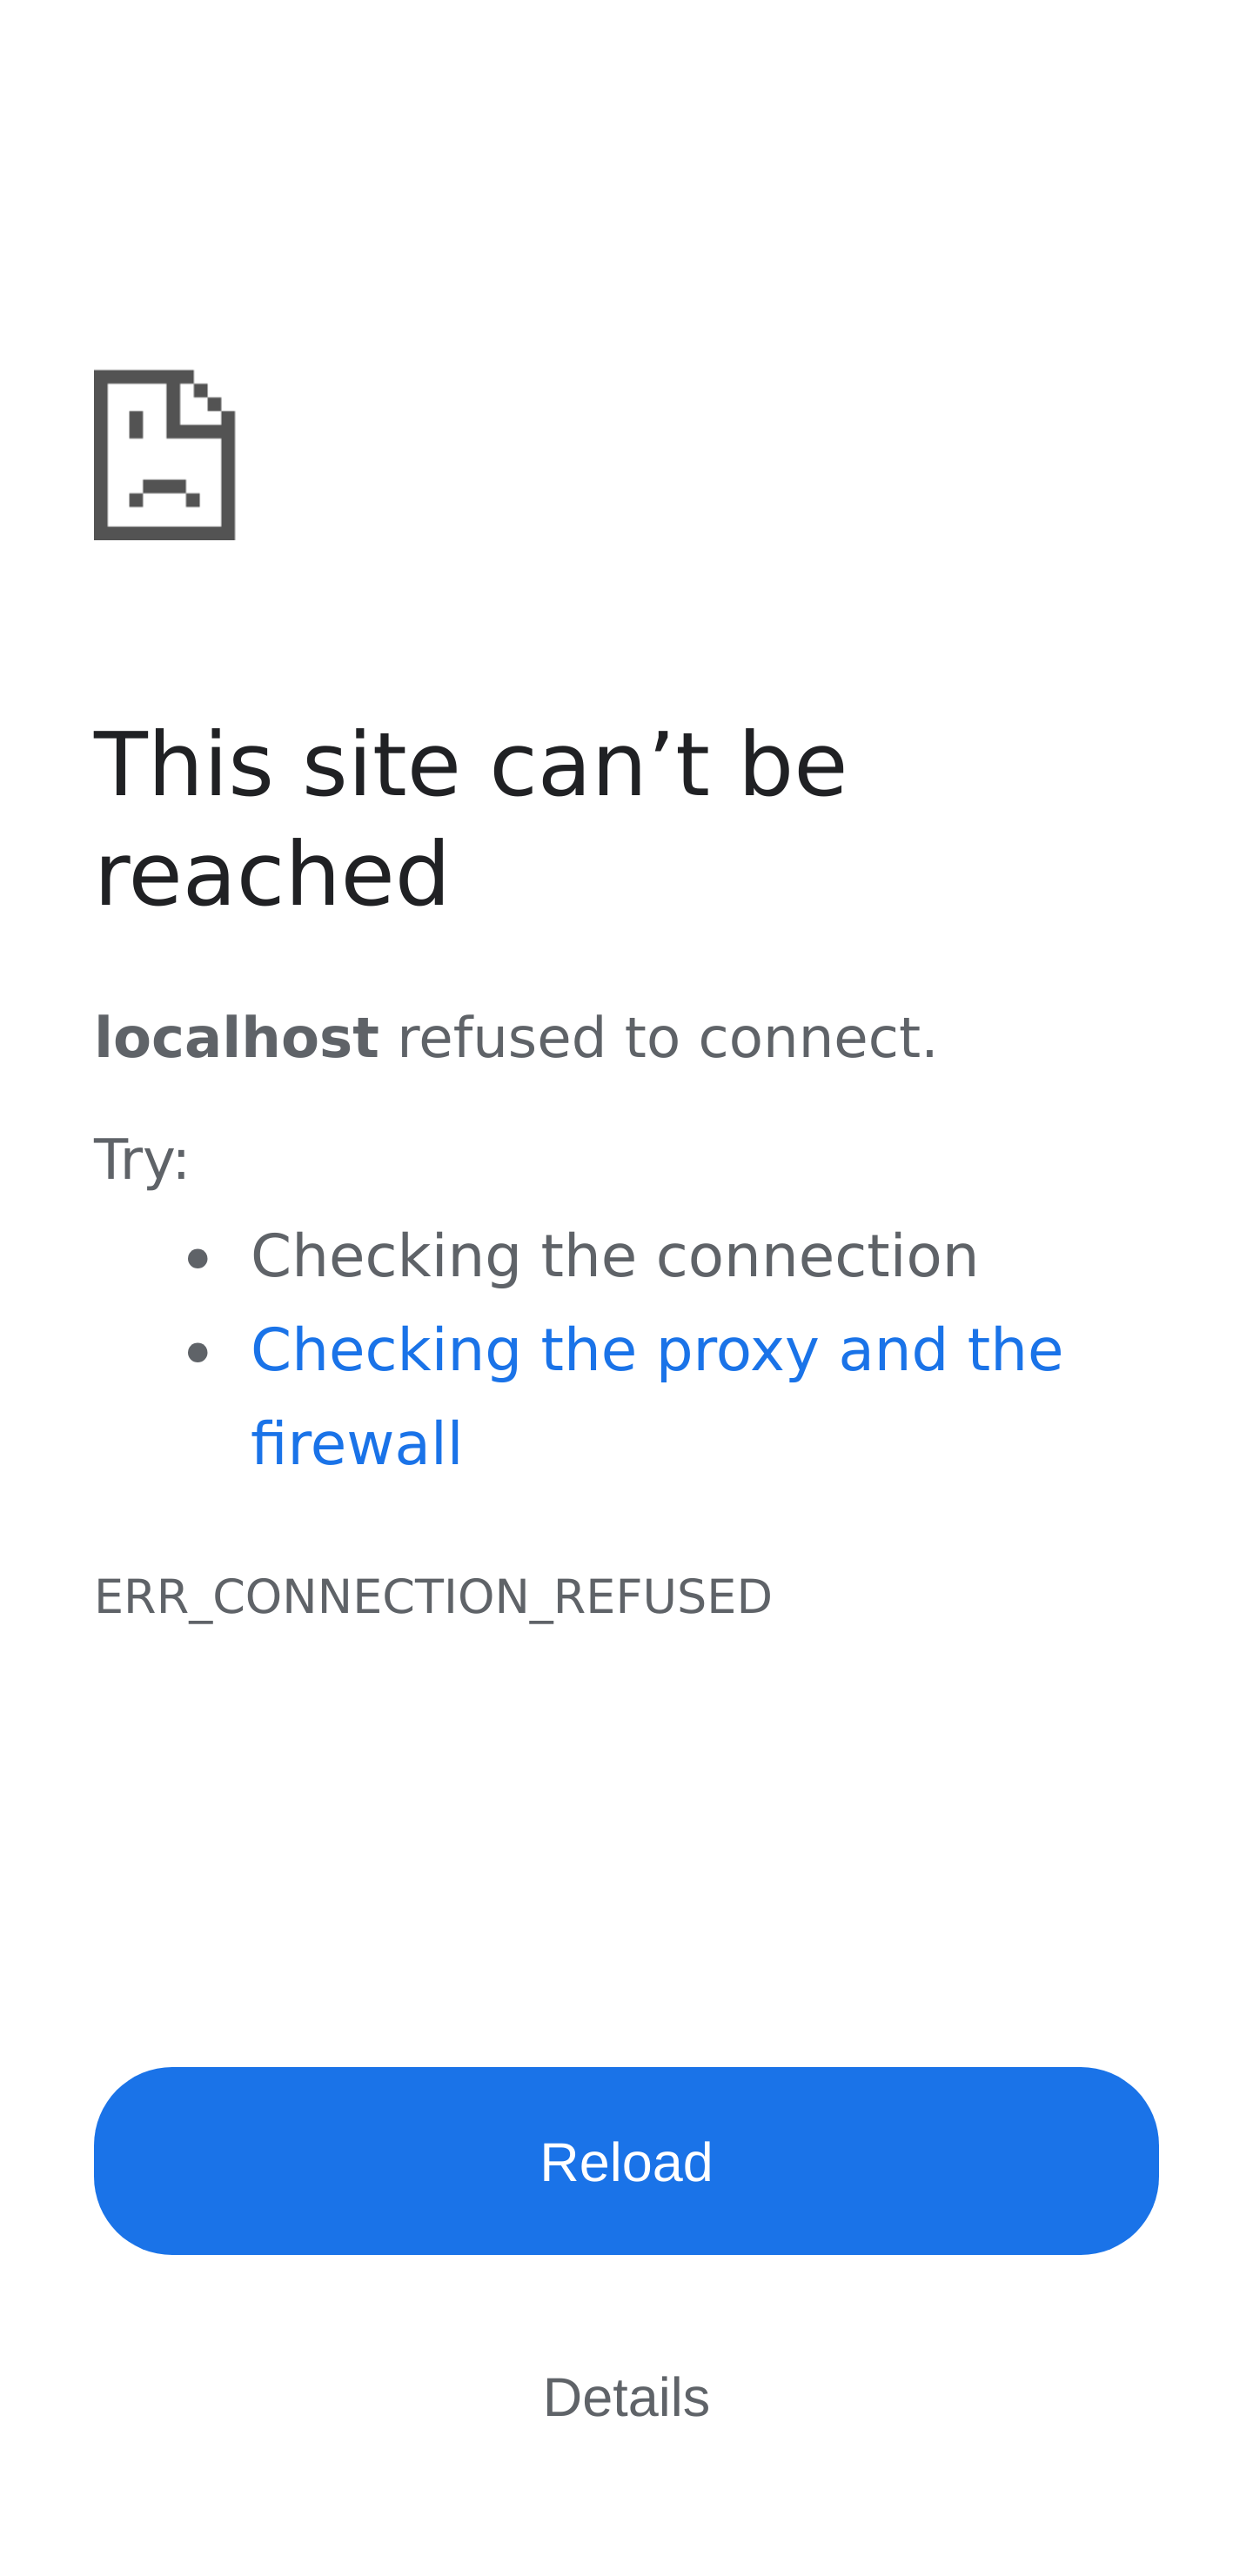 This site can’t be
reached
localhost refused to connect.
Try:
• Checking the connection
• Checking the proxy and the
firewall
ERR_CONNECTION_REFUSED
Reload
Details